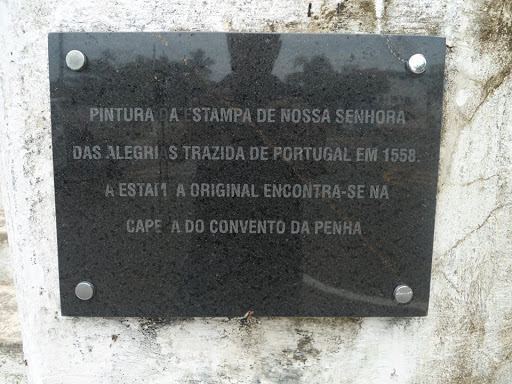 PINTURA DA ESTAMPA DE NOSSA SENHORA
DAS ALEGRIAS TRAZIDA DE PORTUGAL EM 1558.
A ESTAMPA ORIGINAL ENCONTRA-SE NA
CAPELA DO CONVENTO DA PENHA